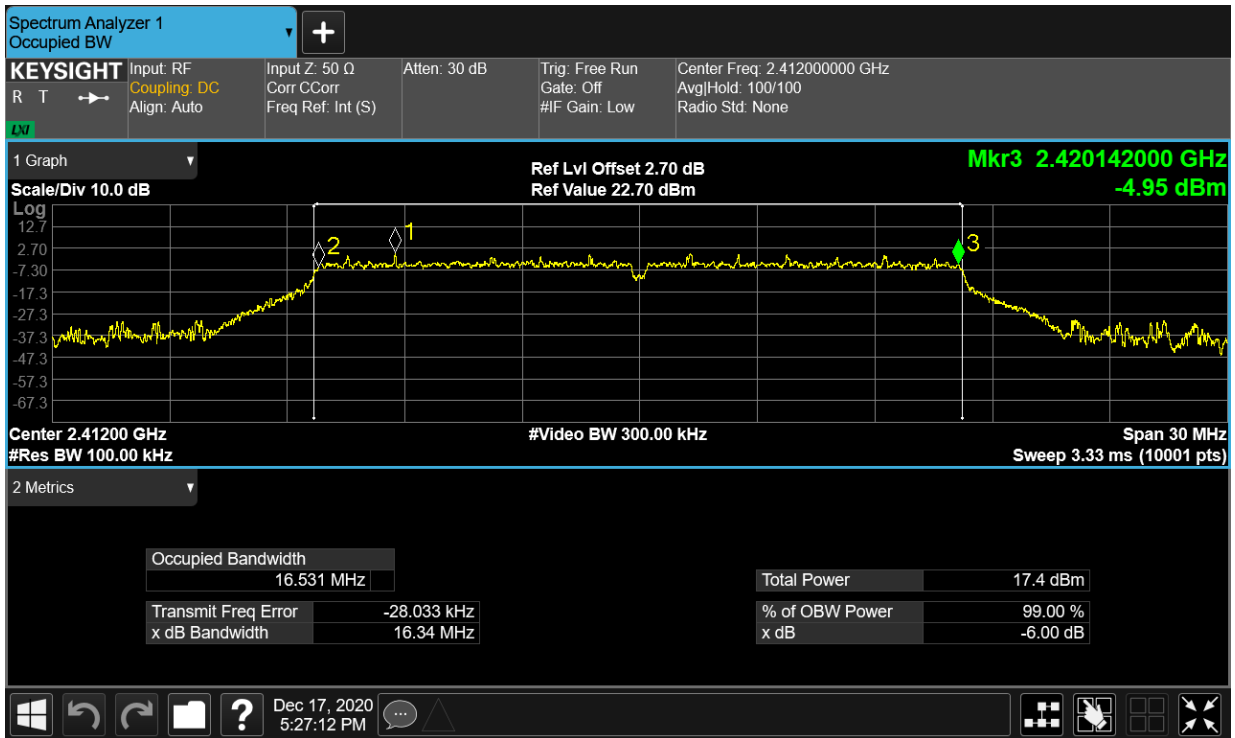 Spectrum Analyzer 1
Occupied BW
KEYSIGHT
R T
LXI
Input: RF
Coupling: DC
Align: Auto
Input Z: 50 Ω
Corr CCorr
Freq Ref: Int (S)
Atten: 30 dB
Trig: Free Run
Gate: Off
#IF Gain: Low
Center Freq: 2.412000000 GHz
Avg|Hold: 100/100
Radio Std: None
1 Graph
Scale/Div 10.0 dB
Ref Lvl Offset 2.70 dB
Ref Value 22.70 dBm
Mkr3 2.420142000 GHz
-4.95 dBm
Log
12.7
2.70
-7.30
-17.3
-27.3
-37.3
-47.3
-57.3
-67.3
2
1
3
Center 2.41200 GHz
#Video BW 300.00 kHz
Span 30 MHz
#Res BW 100.00 kHz
Sweep 3.33 ms (10001 pts)
2 Metrics
Occupied Bandwidth
16.531 MHz
Transmit Freq Error -28.033 kHz
x dB Bandwidth 16.34 MHz
Total Power 17.4 dBm
% of OBW Power 99.00 %
x dB -6.00 dB
?
Dec 17, 2020
5:27:12 PM